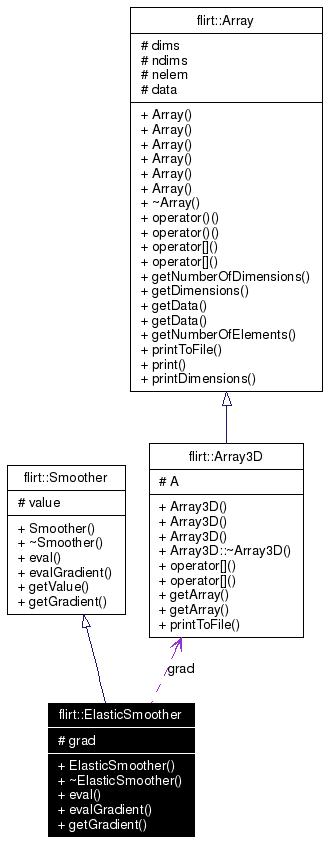 flirt::Array
# dims
# ndims
# nelem
# data
+ Array()
+ Array()
+ Array()
+ Array()
+ Array()
+ Array()
+ ~Array()
+ operator()()
+ operator()()
+ operator[]()
+ operator[]()
+ getNumberOfDimensions()
+ getDimensions()
+ getData()
+ getData()
+ getNumberOfElements()
+ printToFile()
+ print()
+ printDimensions()
flirt::Smoother
# value
+ Smoother()
+ ~Smoother()
+ eval()
+ evalGradient()
+ getValue()
+ getGradient()
flirt::Array3D
# A
+ Array3D()
+ Array3D()
+ Array3D()
+ Array3D::~Array3D()
+ operator[]()
+ operator[]()
+ getArray()
+ getArray()
+ printToFile()
grad
flirt::ElasticSmoother
# grad
+ ElasticSmoother()
+ ~ElasticSmoother()
+ eval()
+ evalGradient()
+ getGradient()